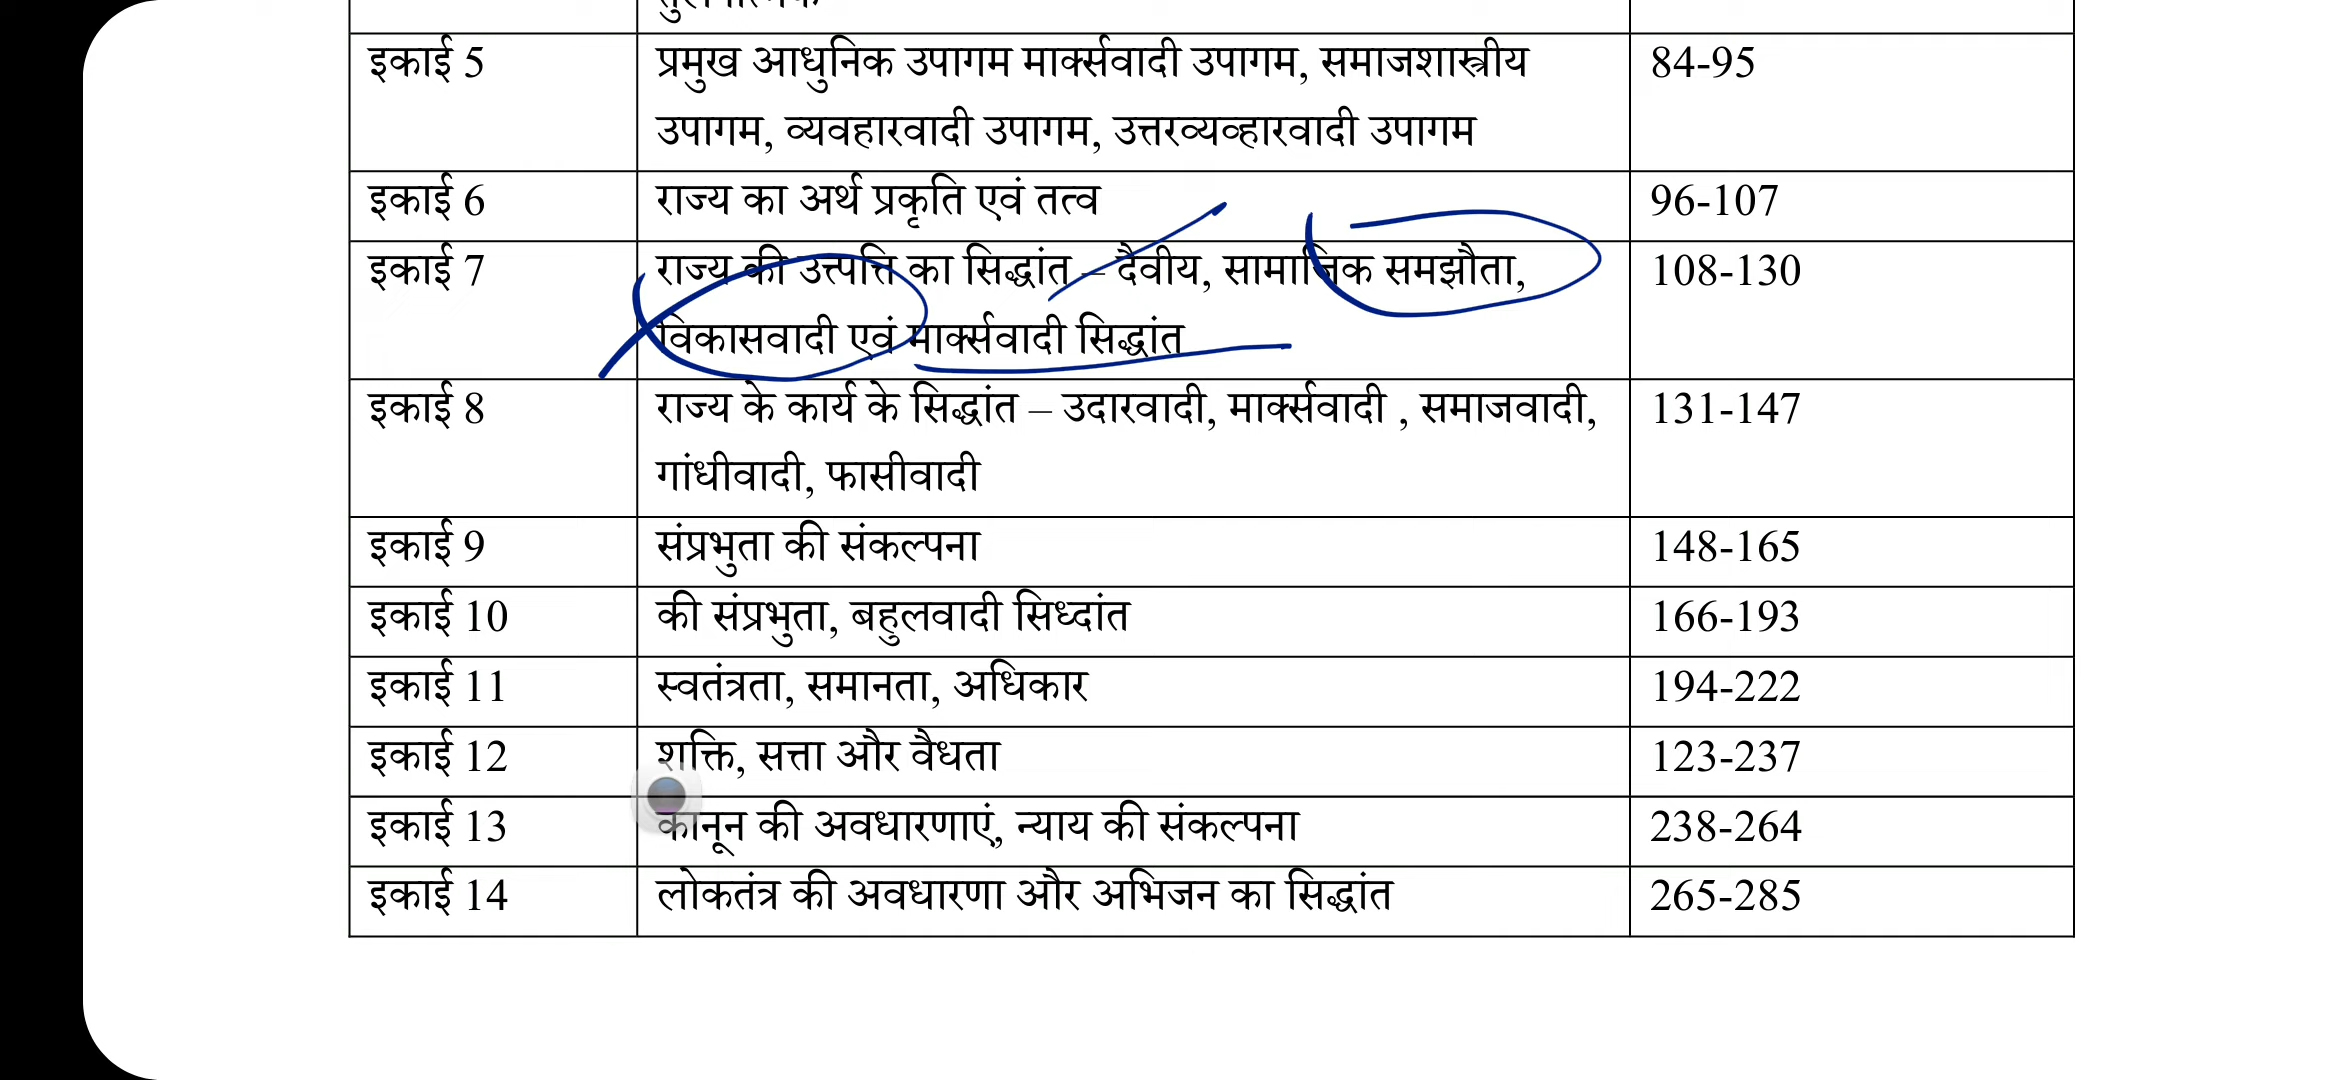 इकाई 5 प्रमुख आधुनिक उपागम मार्क्सवादी उपागम, समाजशास्त्रीय 84-95
उपागम, व्यवहारवादी उपागम, उत्तरव्यव्हारवादी उपागम
इकाई 6 राज्य का अर्थ प्रकृति एवं तत्व 96-107
इकाई 7 राज्य की उत्त्पत्ति का सिद्धांत – दैवीय, सामाजिक समझौता, 108-130
विकासवादी एवं मार्क्सवादी सिद्धांत
इकाई 8 राज्य के कार्य के सिद्धांत – उदारवादी, मार्क्सवादी , समाजवादी, 131-147
गांधीवादी, फासीवादी
इकाई 9 संप्रभुता की संकल्पना 148-165
इकाई 10 की संप्रभुता, बहुलवादी सिध्दांत 166-193
इकाई 11 स्वतंत्रता, समानता, अधिकार 194-222
इकाई 12 शक्ति, सत्ता और वैधता 123-237
इकाई 13 कानून की अवधारणाएं, न्याय की संकल्पना 238-264
इकाई 14 लोकतंत्र की अवधारणा और अभिजन का सिद्धांत 265-285